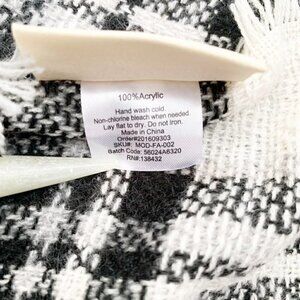 100%Acrylic
Hand wash cold.
Non-chlorine bleach when needed
Lay flat to dry. Do not Iron.
Made in China
Order#201609303
SKU#: MOD-FA-002
Batch Code: 56024A6320
RN#:138432